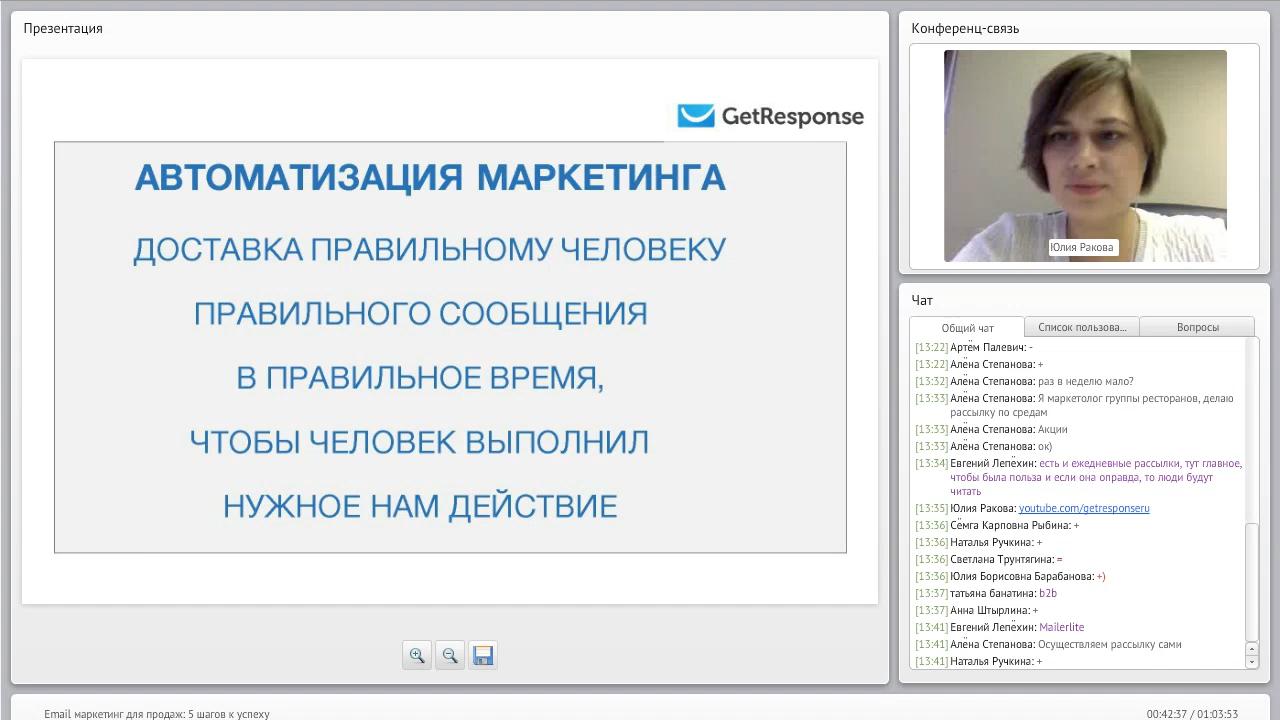 Презентация
GetResponse
АВТОМАТИЗАЦИЯ МАРКЕТИНГА
ДОСТАВКА ПРАВИЛЬНОМУ ЧЕЛОВЕКУ
ПРАВИЛЬНОГО СООБЩЕНИЯ
В ПРАВИЛЬНОЕ ВРЕМЯ,
ЧТОБЫ ЧЕЛОВЕК ВЫПОЛНИЛ
НУЖНОЕ НАМ ДЕЙСТВИЕ
Конференц-связь
Юлия Ракова
Чат
Общий чат
Список пользова...
Вопросы
[13:22] Артём Палевич: -
[13:22] Алёна Степанова: +
[13:32] Алёна Степанова: раз в неделю мало?
[13:33] Алёна Степанова: Я маркетолог группы ресторанов, делаю
рассылку по средам
[13:33] Алёна Степанова: Акции
[13:33] Алёна Степанова: ок)
[13:34] Евгений Лепёхин: есть и ежедневные рассылки, тут главное,
чтобы была польза и если она оправда, то люди будут
читать
[13:35] Юлия Ракова: youtube.com/getresponseru
[13:36] Сёмга Карповна Рыбина: +
[13:36] Наталья Ручкина: +
[13:36] Светлана Трунтягина: =
[13:36] Юлия Борисовна Барабанова: +)
[13:37] татьяна банатина: b2b
[13:37] Анна Штырлина: +
[13:41] Евгений Лепёхин: Mailerlite
[13:41] Алёна Степанова: Осуществляем рассылку сами
[13:41] Наталья Ручкина: +
Email маркетинг для продаж: 5 шагов к успеху
00:42:37 / 01:03:53